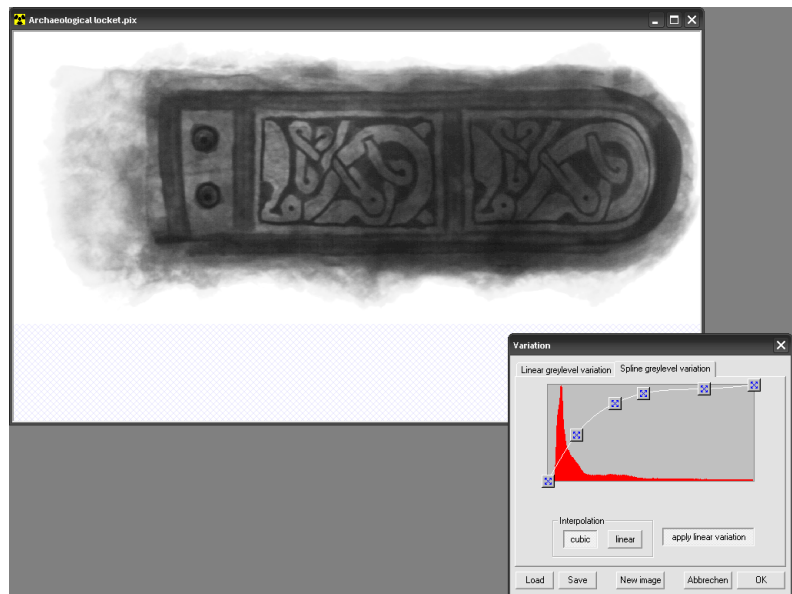 Archaeological locket.pix
Variation
Linear greylevel variation Spline greylevel variation
Interpolation
cubic linear apply linear variation
Load Save New image Abbrechen OK